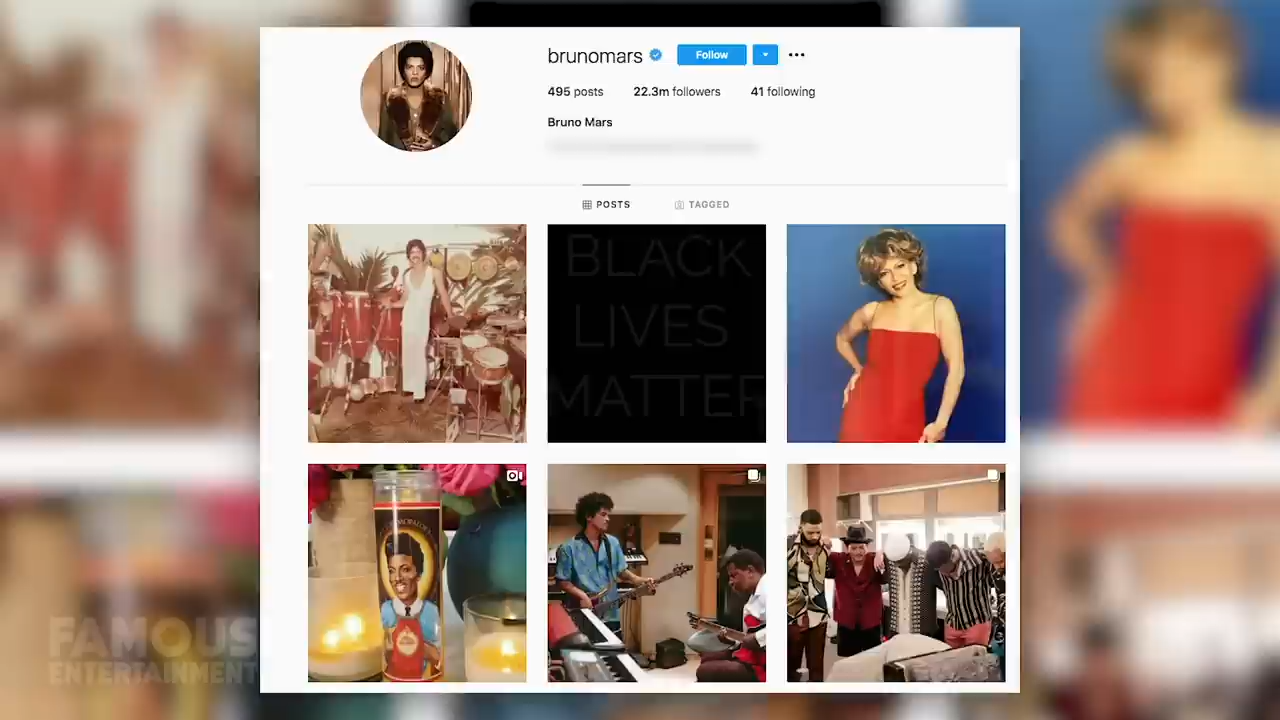 brunomars Follow
495 posts 22.3m followers 41 following
Bruno Mars
POSTS TAGGED
BLACK
LIVES
MATTER
FAMOUS
ENTERTAINMENT